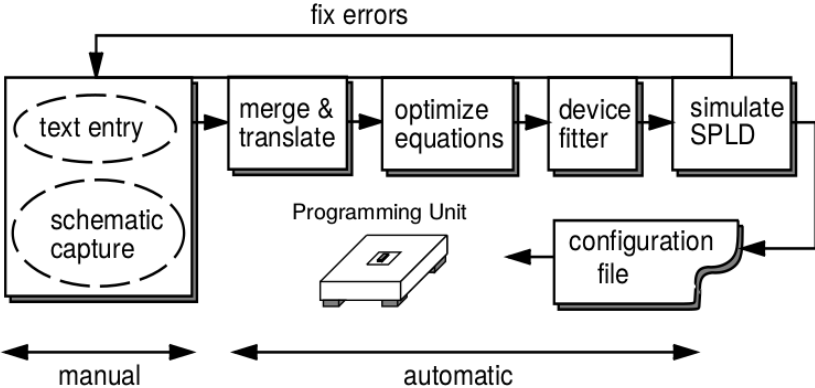 fix errors
text entry
schematic
capture
merge &
translate
optimize
equations
device
fitter
simulate
SPLD
Programming Unit
configuration
file
manual
automatic